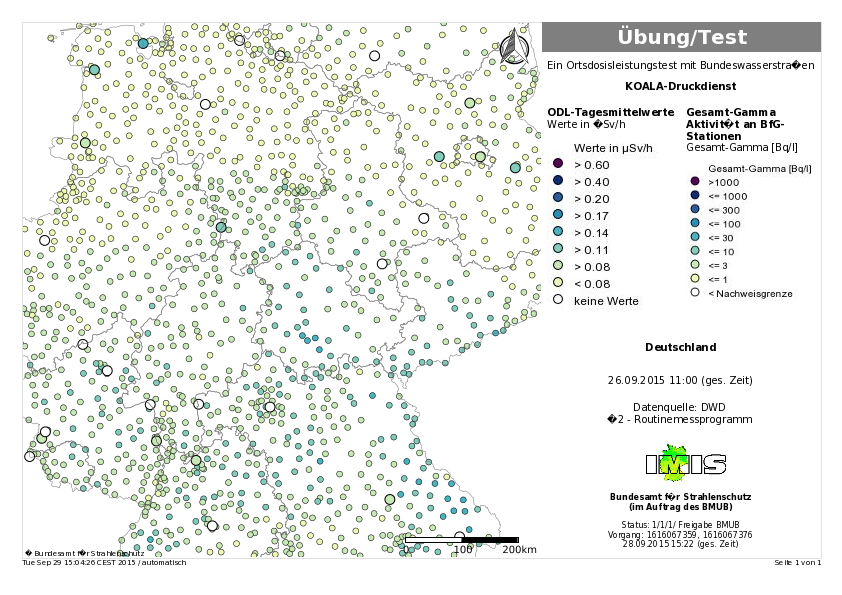 Übung/Test
Ein Ortsdosisleistungstest mit Bundeswasserstra�en
KOALA-Druckdienst
ODL-Tagesmittelwerte
Werte in �Sv/h
Werte in µSv/h
> 0.60
> 0.40
> 0.20
> 0.17
> 0.14
> 0.11
> 0.08
< 0.08
keine Werte
Gesamt-Gamma
Aktivit�t an BfG-
Stationen
Gesamt-Gamma [Bq/l]
Gesamt-Gamma [Bq/l]
>1000
<= 1000
<= 300
<= 100
<= 30
<= 10
<= 3
<= 1
< Nachweisgrenze
Deutschland
26.09.2015 11:00 (ges. Zeit)
Datenquelle: DWD
�2 - Routinemessprogramm
IMIS
Bundesamt f�r Strahlenschutz
(im Auftrag des BMUB)
Status: 1/1/1/ Freigabe BMUB
Vorgang: 1616067359, 1616067376
28.09.2015 15:22 (ges. Zeit)
0 100 200km
� Bundesamt f�r Strahlenschutz
Tue Sep 29 15:04:26 CEST 2015 / automatisch
Seite 1 von 1